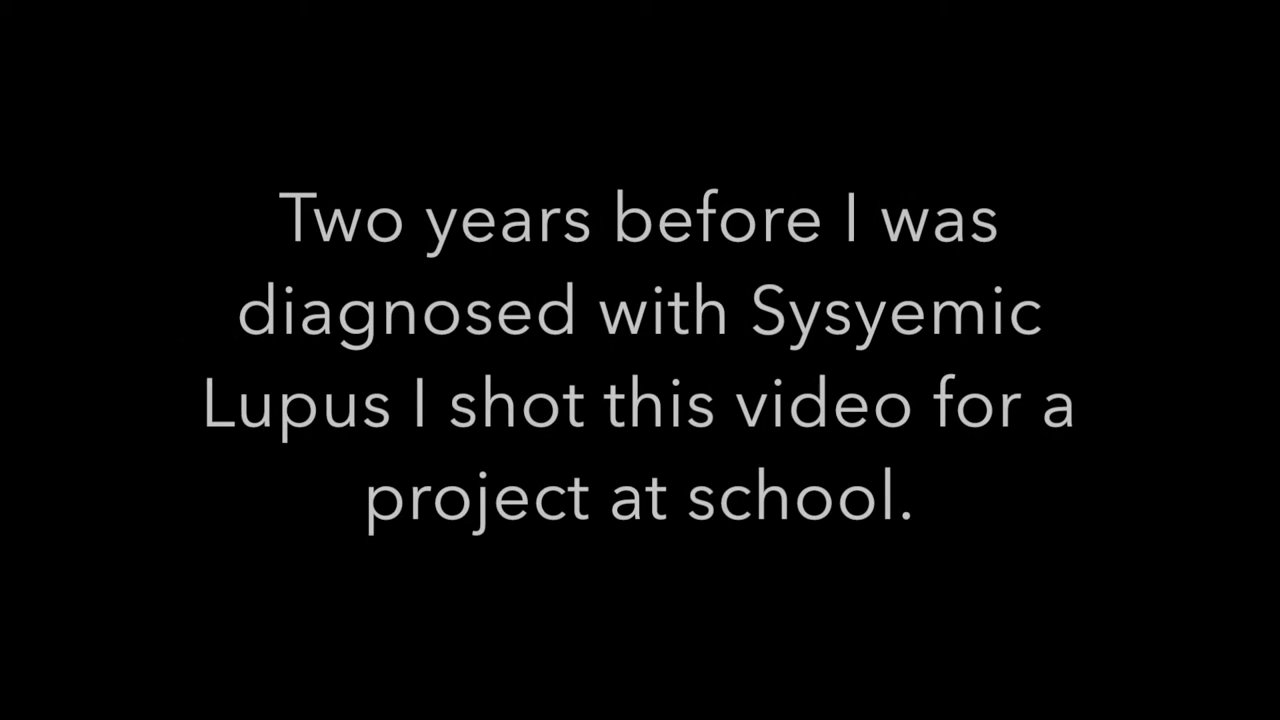 Two years before I was
diagnosed with Sysyemic
Lupus I shot this video for a
project at school.